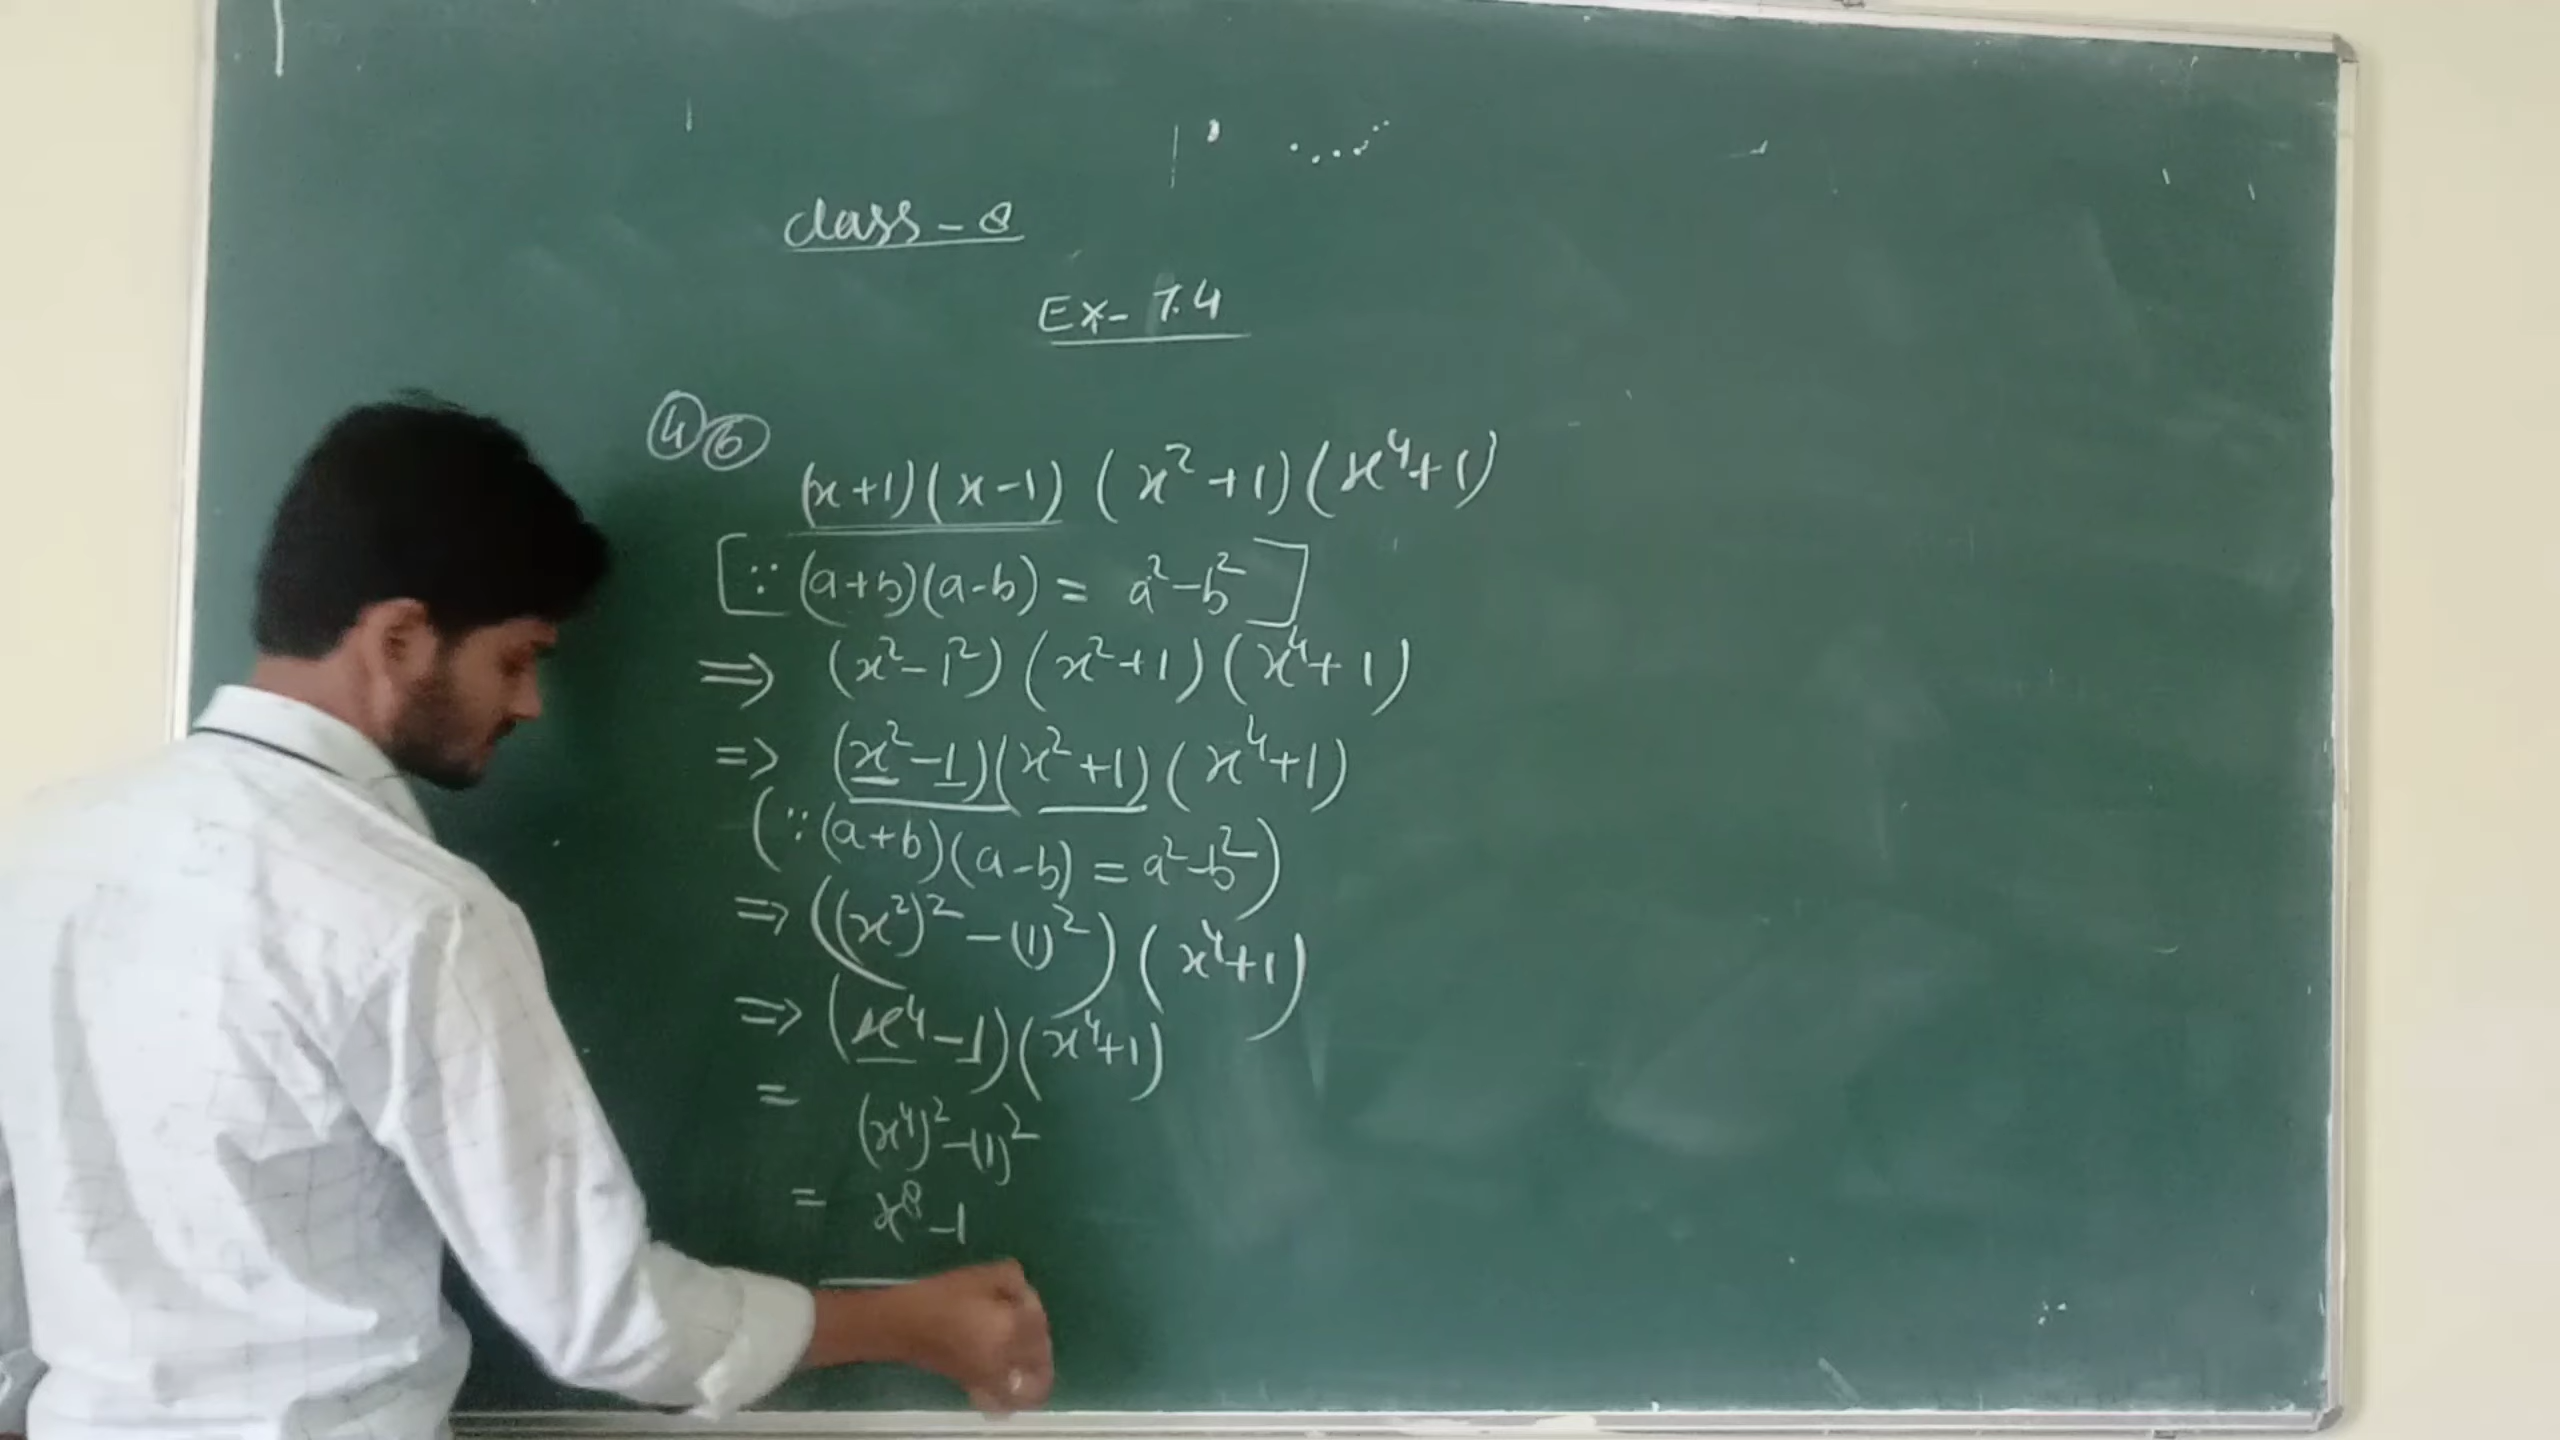 class - 8
Ex - 7.4
④ ⑥
(x+1)(x-1) (x²+1)(x⁴+1)
[∵ (a+b)(a-b) = a²-b²]
⇒ (x²-1²)(x²+1)(x⁴+1)
=> (x²-1)(x²+1)(x⁴+1)
(∵(a+b)(a-b) = a²-b²)
=> ((x²)²-(1)²)(x⁴+1)
=> (x⁴-1)(x⁴+1)
= (x⁴)²-(1)²
= x⁸-1